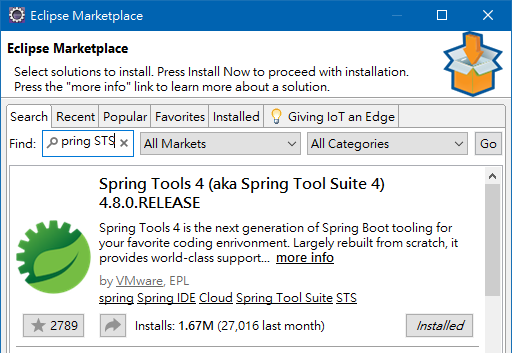 Eclipse Marketplace
Eclipse Marketplace
Select solutions to install. Press Install Now to proceed with installation.
Press the "more info" link to learn more about a solution.
Search Recent Popular Favorites Installed Giving IoT an Edge
Find: pring STS All Markets All Categories Go
Spring Tools 4 (aka Spring Tool Suite 4)
4.8.0.RELEASE
Spring Tools 4 is the next generation of Spring Boot tooling for
your favorite coding enrivonment. Largely rebuilt from scratch, it
provides world-class support... more info
by VMware, EPL
spring Spring IDE Cloud Spring Tool Suite STS
2789 Installs: 1.67M (27,016 last month) Installed